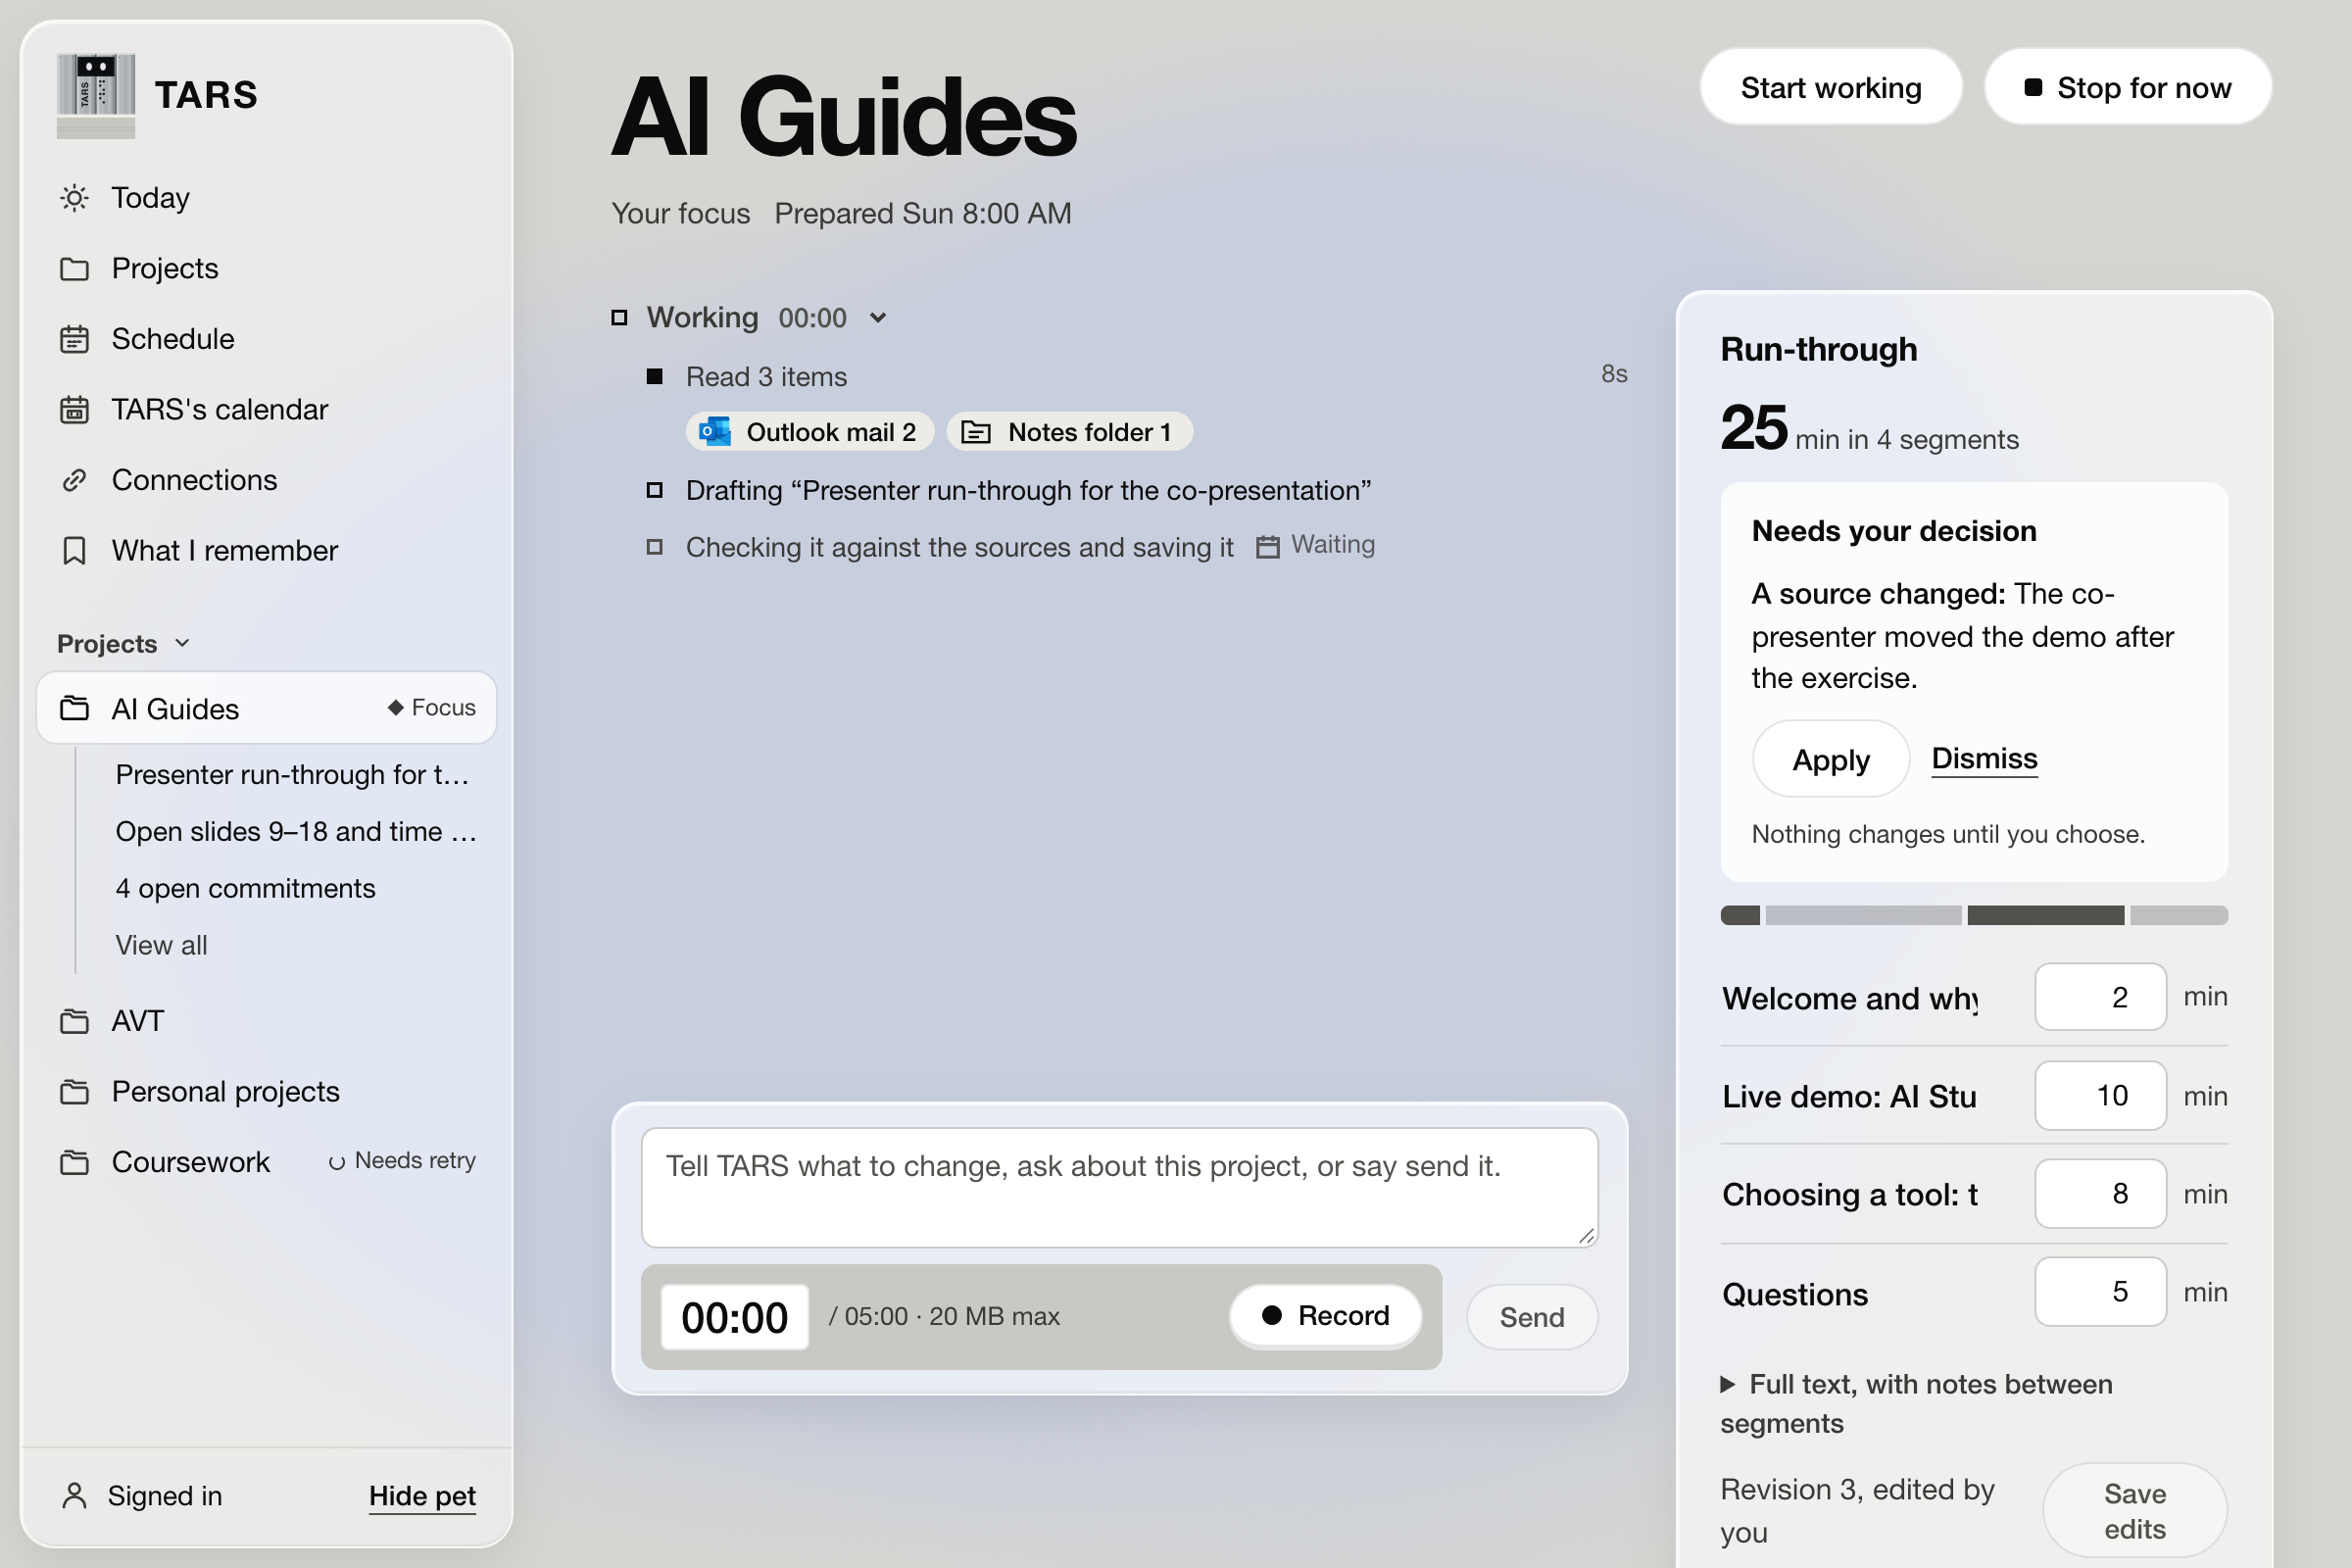 TARS
TARS
Today
Projects
Schedule
TARS's calendar
Connections
What I remember
Projects
AI Guides
Focus
Presenter run-through for t…
Open slides 9–18 and time …
4 open commitments
View all
AVT
Personal projects
Coursework
Needs retry
Signed in
Hide pet
AI Guides
Your focus Prepared Sun 8:00 AM
Start working
Stop for now
Working 00:00
Read 3 items 8s
Outlook mail 2
Notes folder 1
Drafting “Presenter run-through for the co-presentation”
Checking it against the sources and saving it Waiting
Tell TARS what to change, ask about this project, or say send it.
00:00 / 05:00 · 20 MB max
Record
Send
Run-through
25 min in 4 segments
Needs your decision
A source changed: The co-
presenter moved the demo after
the exercise.
Apply
Dismiss
Nothing changes until you choose.
Welcome and why 2 min
Live demo: AI Stu 10 min
Choosing a tool: t 8 min
Questions 5 min
Full text, with notes between
segments
Revision 3, edited by
you
Save
edits